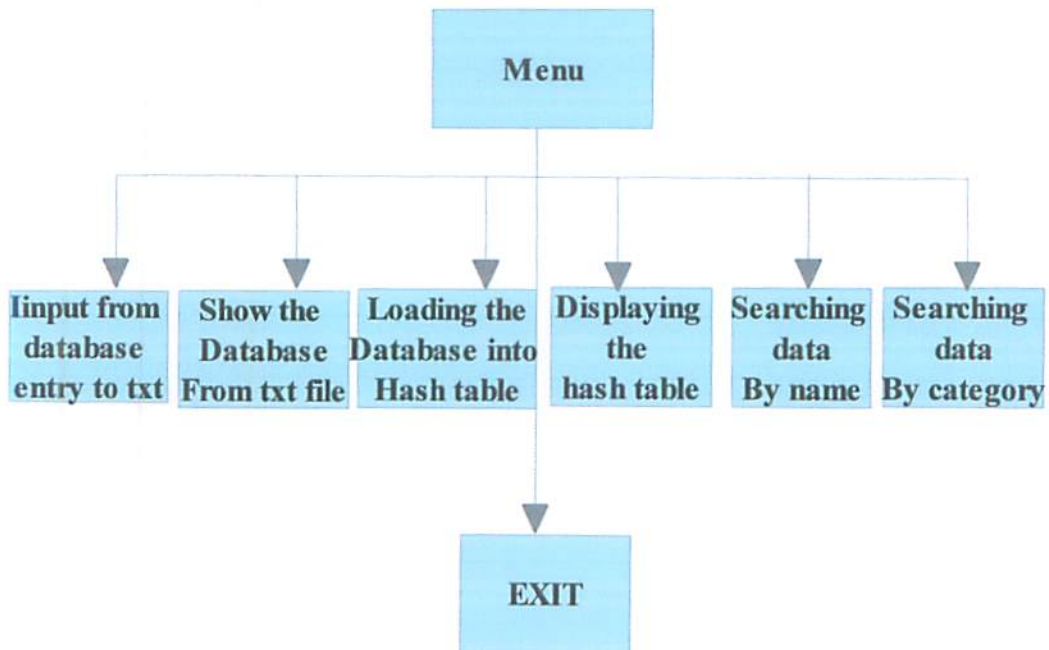 Menu
Iinput from
database
entry to txt
Show the
Database
From txt file
Loading the
Database into
Hash table
Displaying
the
hash table
Searching
data
By name
Searching
data
By category
EXIT